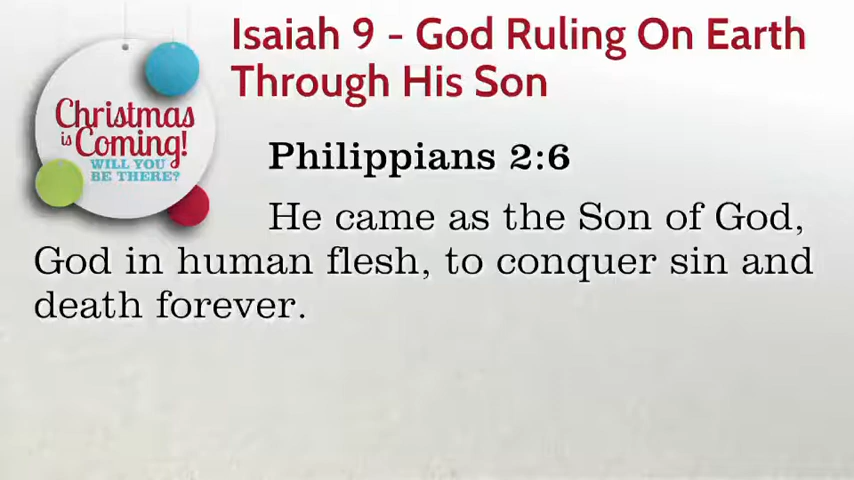 Isaiah 9 - God Ruling On Earth
Through His Son
Christmas
is Coming!
WILL YOU
BE THERE?
Philippians 2:6
He came as the Son of God,
God in human flesh, to conquer sin and
death forever.